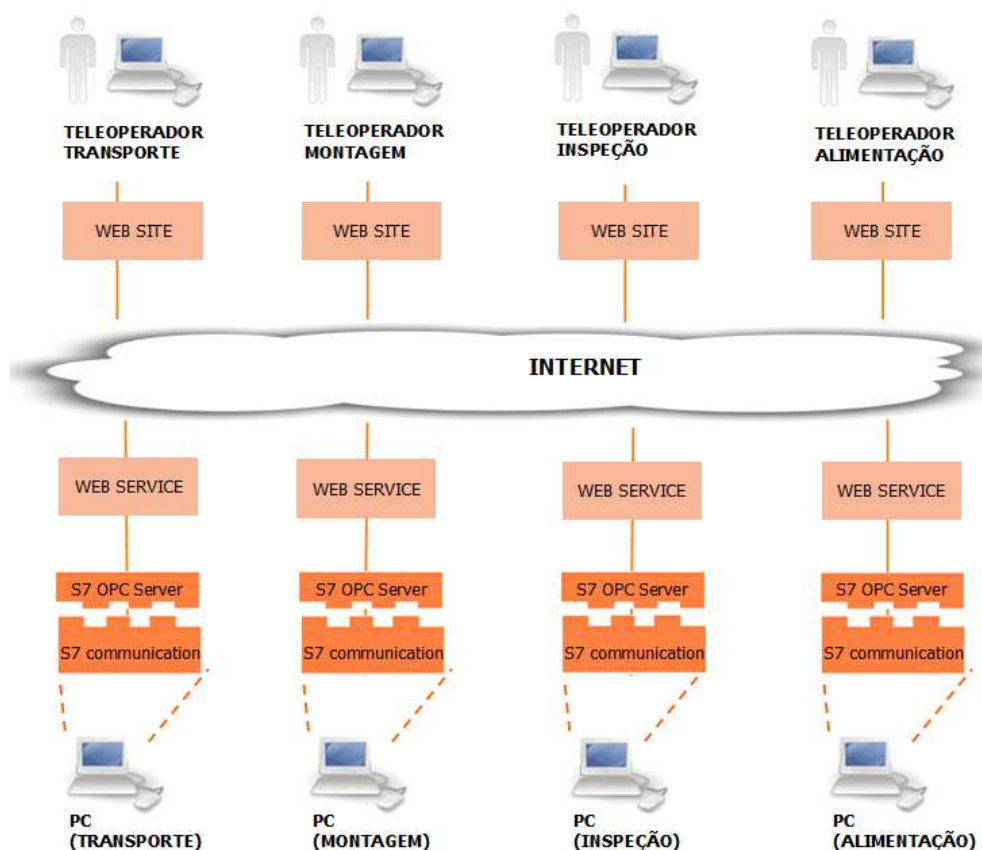 TELEOPERADOR
TRANSPORTE
TELEOPERADOR
MONTAGEM
TELEOPERADOR
INSPEÇÃO
TELEOPERADOR
ALIMENTAÇÃO
WEB SITE
WEB SITE
WEB SITE
WEB SITE
INTERNET
WEB SERVICE
WEB SERVICE
WEB SERVICE
WEB SERVICE
S7 OPC Server
S7 OPC Server
S7 OPC Server
S7 OPC Server
S7 communication
S7 communication
S7 communication
S7 communication
PC
(TRANSPORTE)
PC
(MONTAGEM)
PC
(INSPEÇÃO)
PC
(ALIMENTAÇÃO)